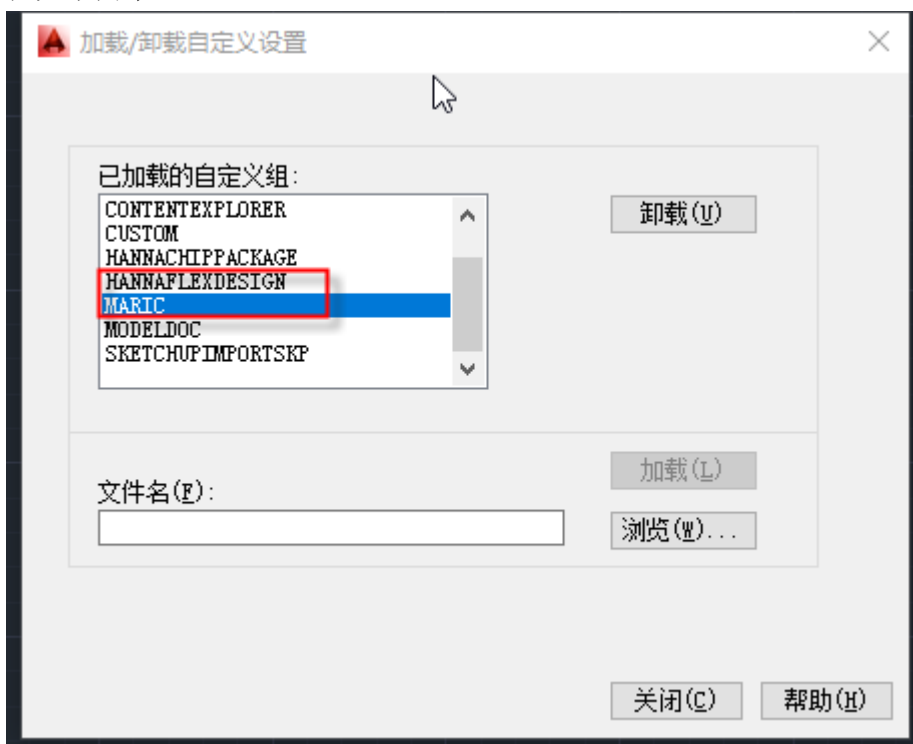 加载/卸载自定义设置
已加载的自定义组:
CONTENTEXPLORER
CUSTOM
HANNACHIPPACKAGE
HANNAFLEXDESIGN
MARIC
MODELDOC
SKETCHUPIMPORTSKP
卸载(U)
加载(L)
文件名(F):
浏览(W)...
关闭(C)
帮助(H)